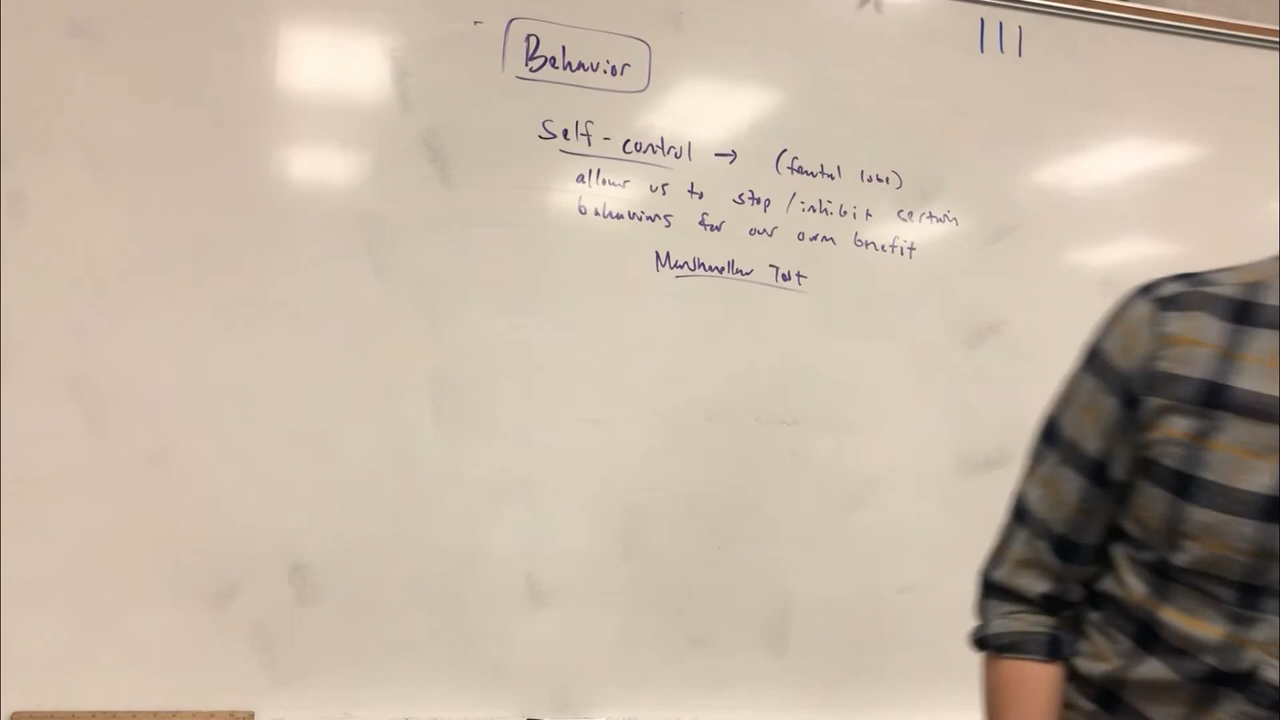 Behavior
Self-control → (frontal lobe)
allows us to stop/inhibit certain
behaviors for our own benefit
Marshmallow Test
|||